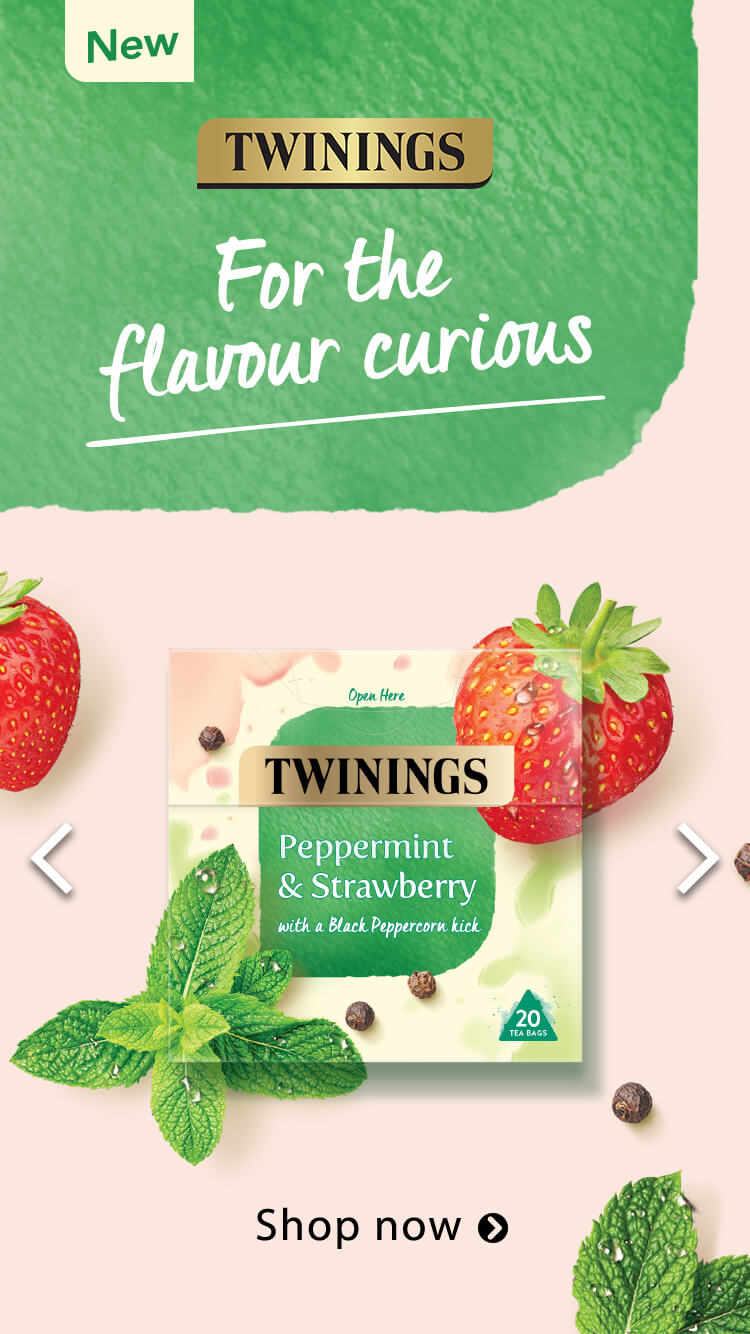 New
TWININGS
For the
flavour curious
Open Here
TWININGS
Peppermint
& Strawberry
with a Black Peppercorn kick
20
TEA BAGS
Shop now